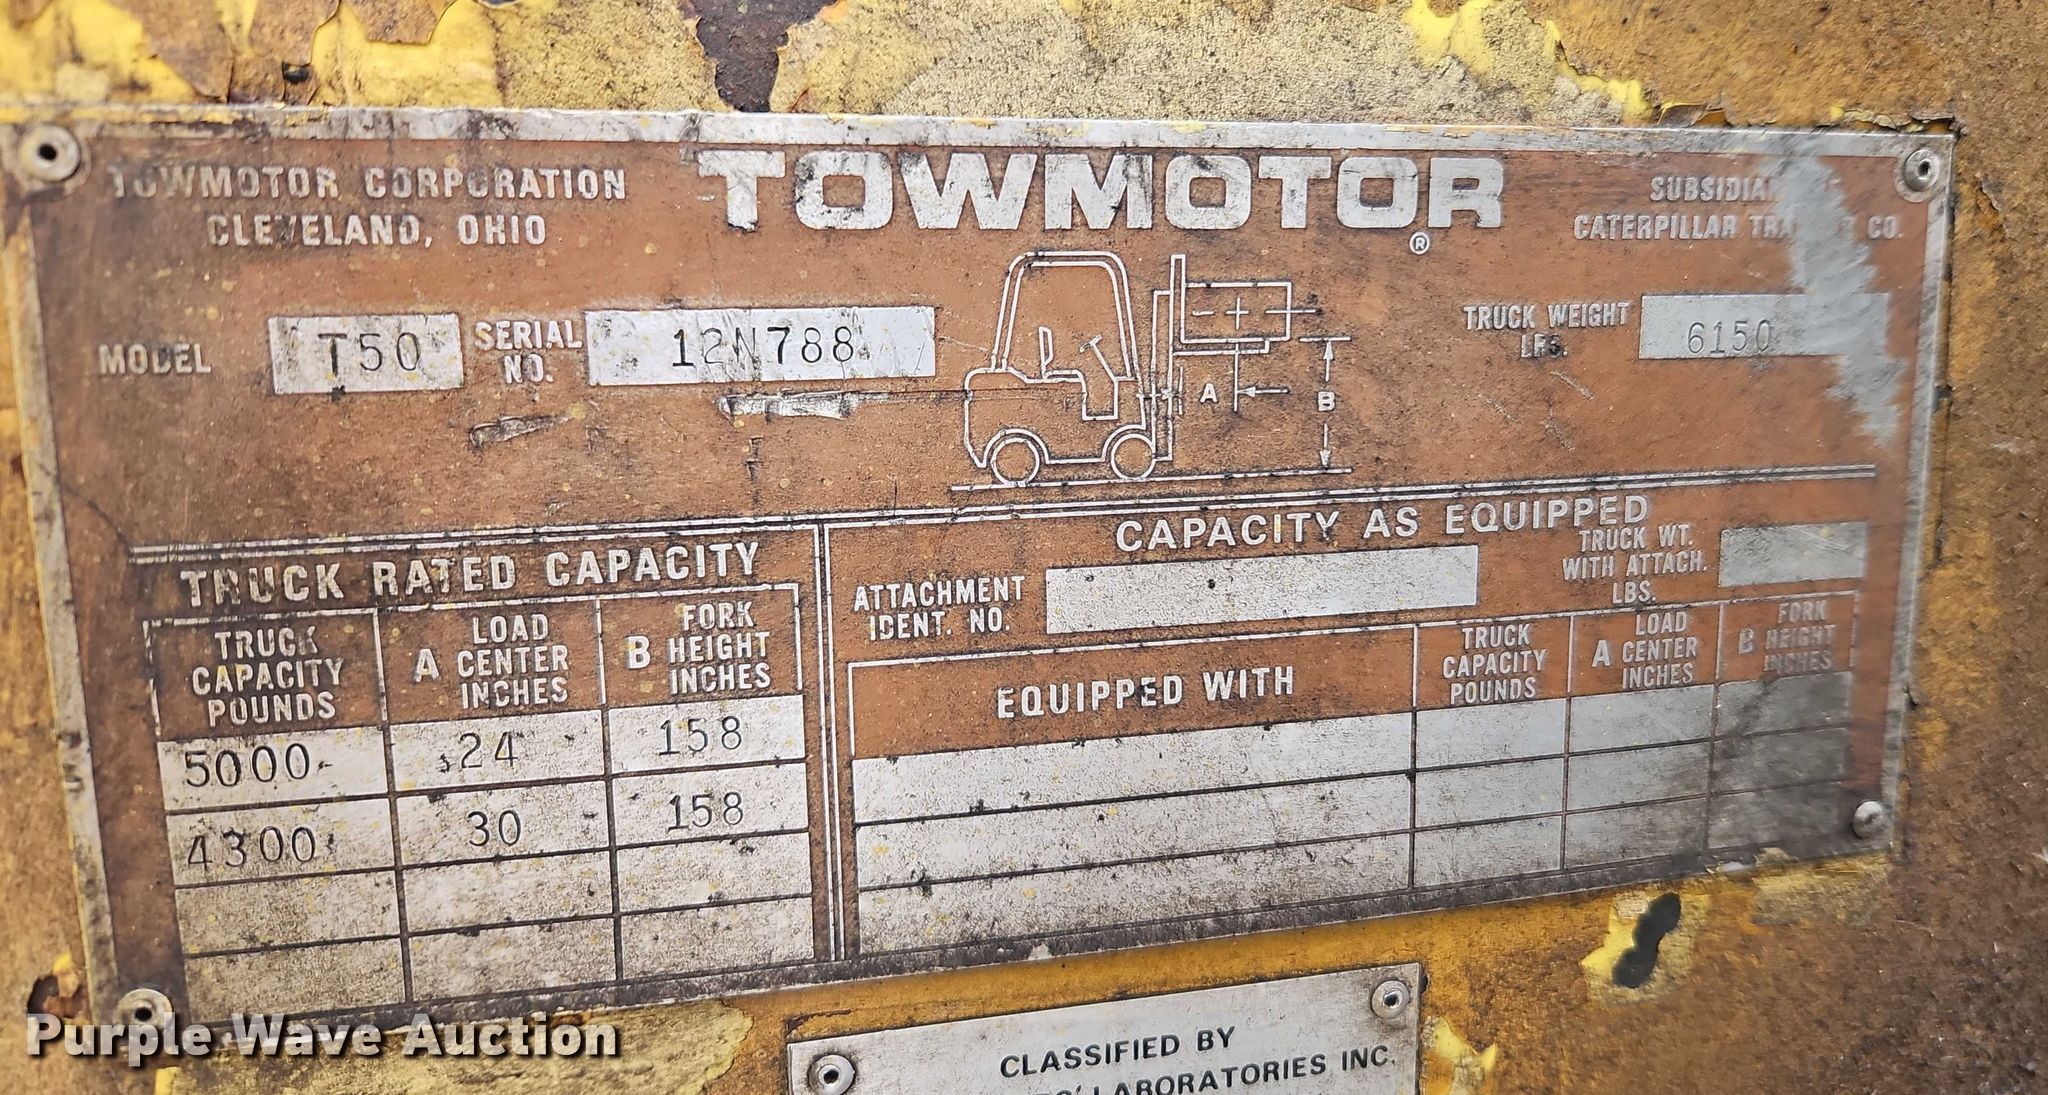 TOWMOTOR CORPORATION
CLEVELAND, OHIO
TOWMOTOR
®
CATERPILLAR CO.
MODEL T50
SERIAL NO. 12N788
- + -
A
B
TRUCK WEIGHT
LBS.
6150
TRUCK RATED CAPACITY
TRUCK CAPACITY POUNDS
A LOAD CENTER INCHES
B FORK HEIGHT INCHES
5000 24 158
4300 30 158
CAPACITY AS EQUIPPED
ATTACHMENT
IDENT. NO.
TRUCK WT.
WITH ATTACH.
LBS.
EQUIPPED WITH
TRUCK CAPACITY POUNDS
A LOAD CENTER INCHES
B FORK HEIGHT INCHES
CLASSIFIED BY
LABORATORIES INC.
Purple Wave Auction